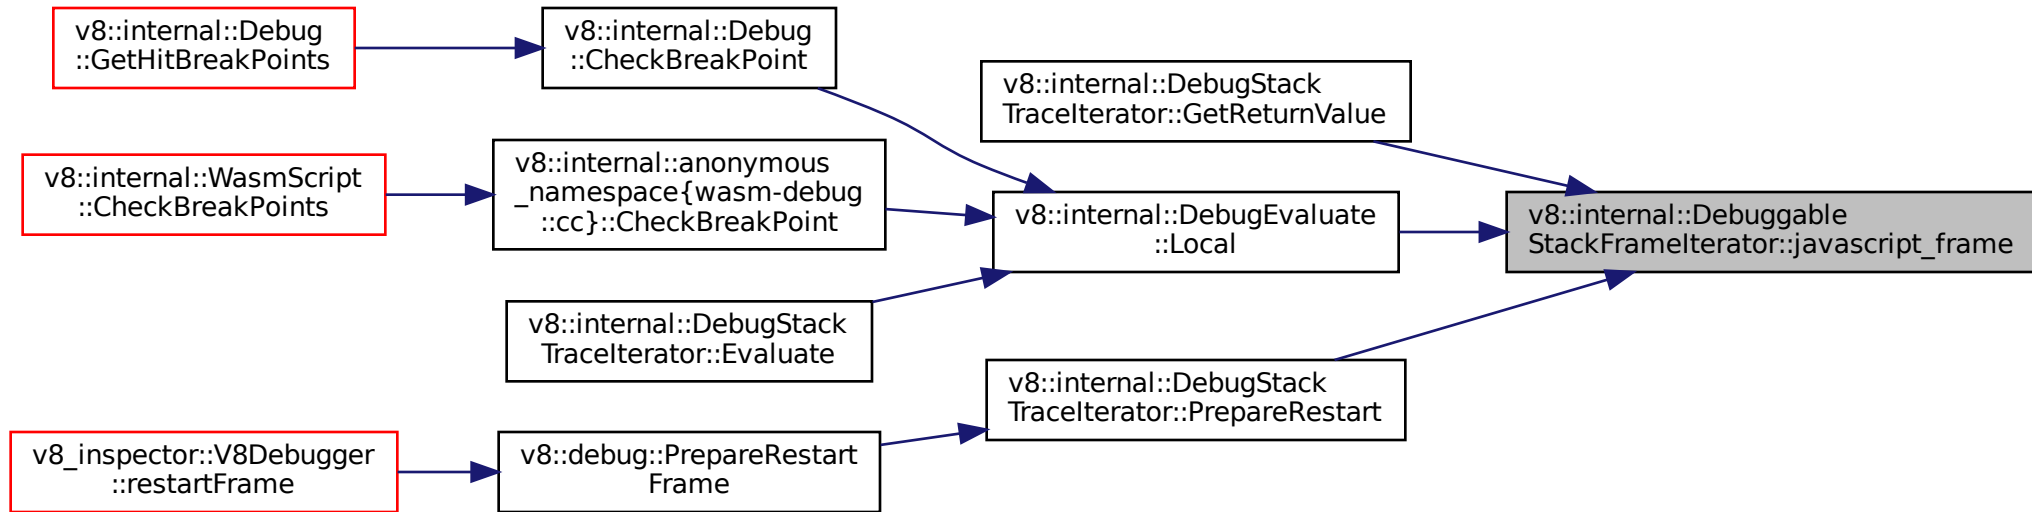 v8::internal::Debug
::GetHitBreakPoints
v8::internal::Debug
::CheckBreakPoint
v8::internal::DebugStack
TraceIterator::GetReturnValue
v8::internal::WasmScript
::CheckBreakPoints
v8::internal::anonymous
_namespace{wasm-debug
::cc}::CheckBreakPoint
v8::internal::DebugEvaluate
::Local
v8::internal::Debuggable
StackFrameIterator::javascript_frame
v8::internal::DebugStack
TraceIterator::Evaluate
v8::internal::DebugStack
TraceIterator::PrepareRestart
v8_inspector::V8Debugger
::restartFrame
v8::debug::PrepareRestart
Frame